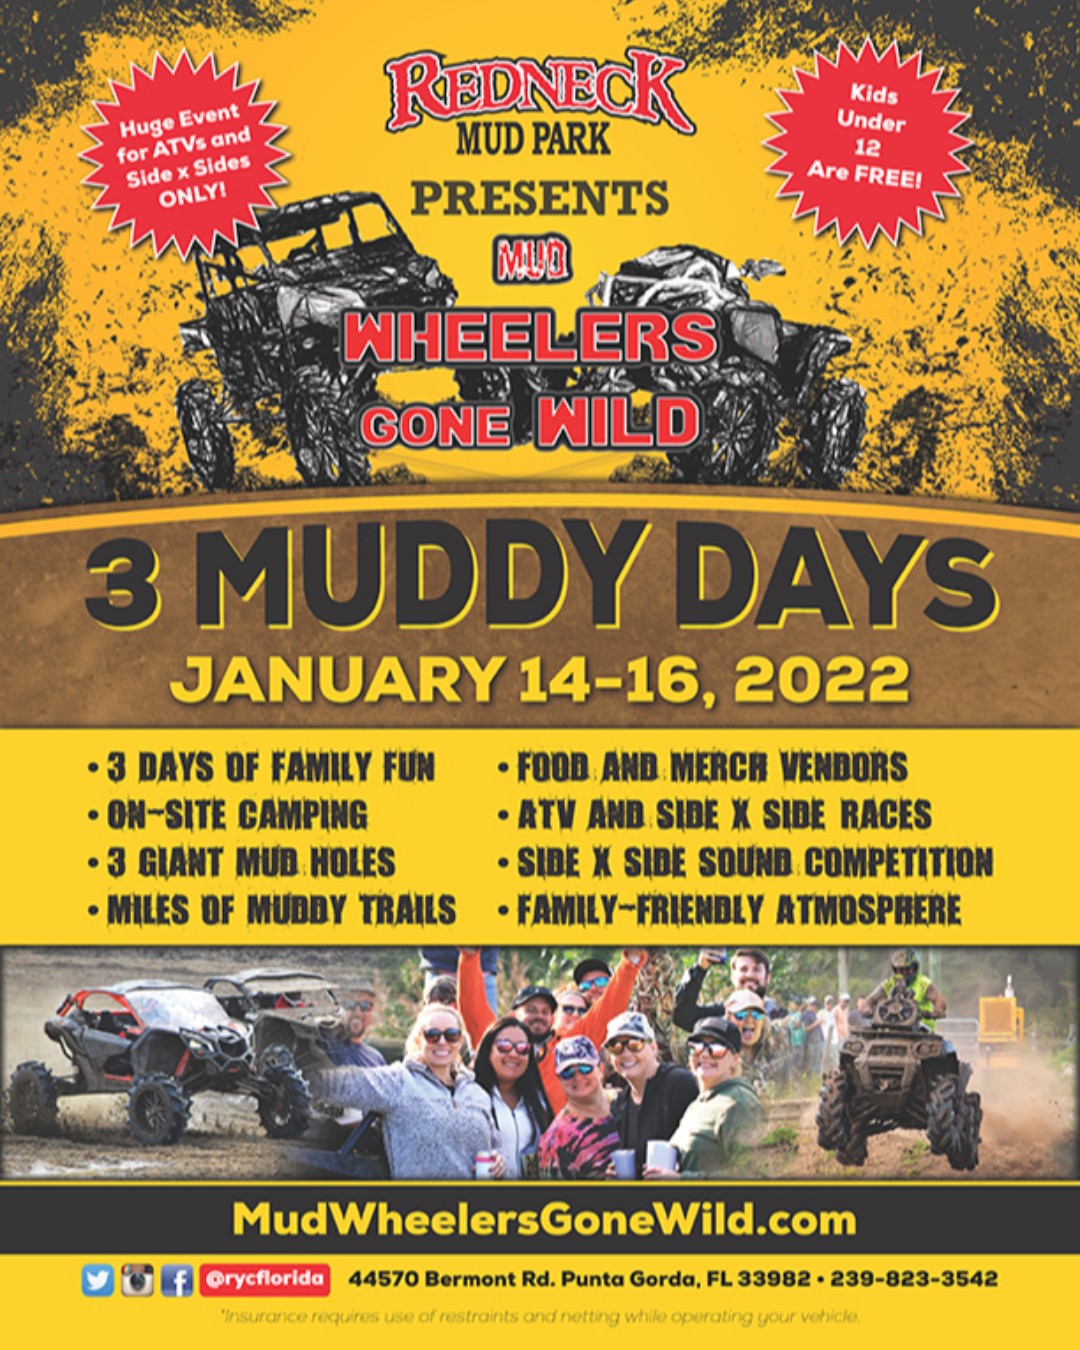 Huge Event
for ATVs and
Side x Sides
ONLY!
REDNECK
MUD PARK
PRESENTS
Kids
Under
12
Are FREE!
MUD
WHEELERS
GONE WILD
3 MUDDY DAYS
JANUARY 14-16, 2022
• 3 DAYS OF FAMILY FUN
• ON-SITE CAMPING
• 3 GIANT MUD HOLES
• MILES OF MUDDY TRAILS
• FOOD AND MERCH VENDORS
• ATV AND SIDE X SIDE RACES
• SIDE X SIDE SOUND COMPETITION
• FAMILY-FRIENDLY ATMOSPHERE
MudWheelersGoneWild.com
@rycflorida 44570 Bermont Rd. Punta Gorda, FL 33982 • 239-823-3542
*Insurance requires use of restraints and netting while operating your vehicle.